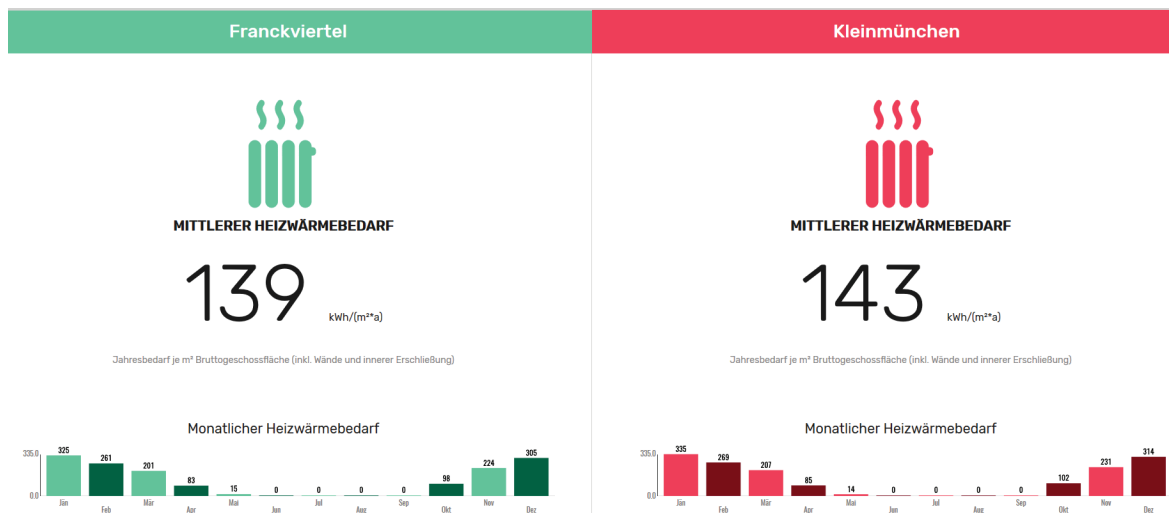 Franckviertel
MITTLERER HEIZWÄRMEBEDARF
139 kWh/(m²*a)
Jahresbedarf je m² Bruttogeschossfläche (inkl. Wände und innerer Erschließung)
Monatlicher Heizwärmebedarf
335.0
0.0
325 261 201 83 15 0 0 0 0 98 224 305
Jän Feb Mär Apr Mai Jun Jul Aug Sep Okt Nov Dez
Kleinmünchen
MITTLERER HEIZWÄRMEBEDARF
143 kWh/(m²*a)
Jahresbedarf je m² Bruttogeschossfläche (inkl. Wände und innerer Erschließung)
Monatlicher Heizwärmebedarf
335.0
0.0
335 269 207 85 14 0 0 0 0 102 231 314
Jän Feb Mär Apr Mai Jun Jul Aug Sep Okt Nov Dez